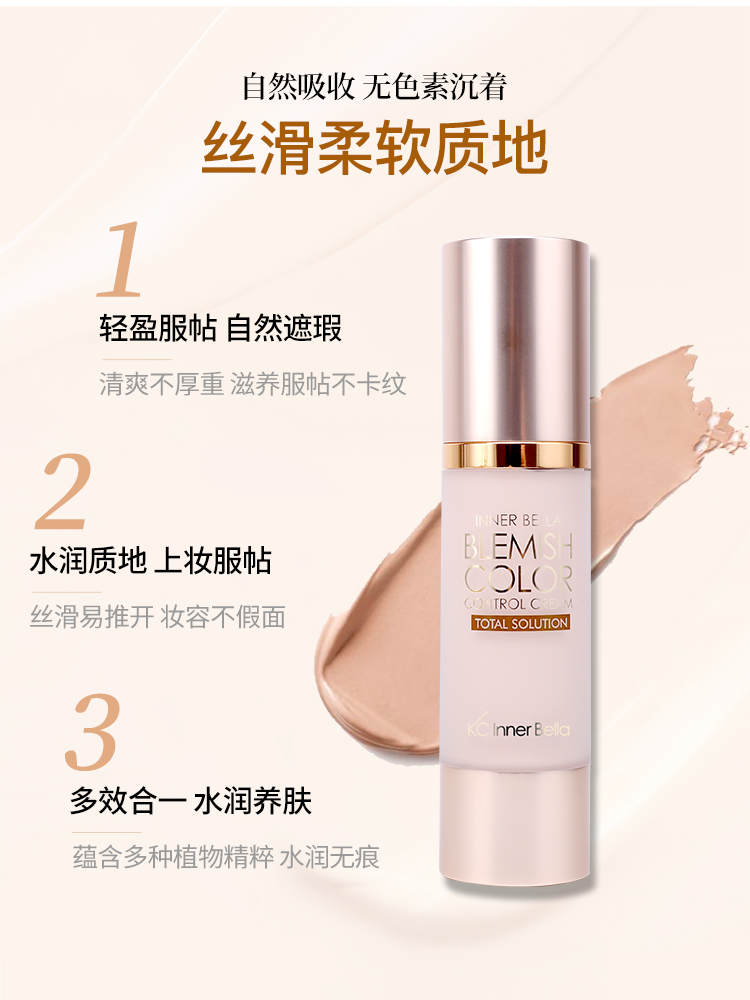 自然吸收 无色素沉着
丝滑柔软质地
1
轻盈服帖 自然遮瑕
清爽不厚重 滋养服帖不卡纹
2
水润质地 上妆服帖
丝滑易推开 妆容不假面
3
多效合一 水润养肤
蕴含多种植物精粹 水润无痕
INNER BELLA
BLEMISH
COLOR
CONTROL CREAM
TOTAL SOLUTION
KC Inner Bella